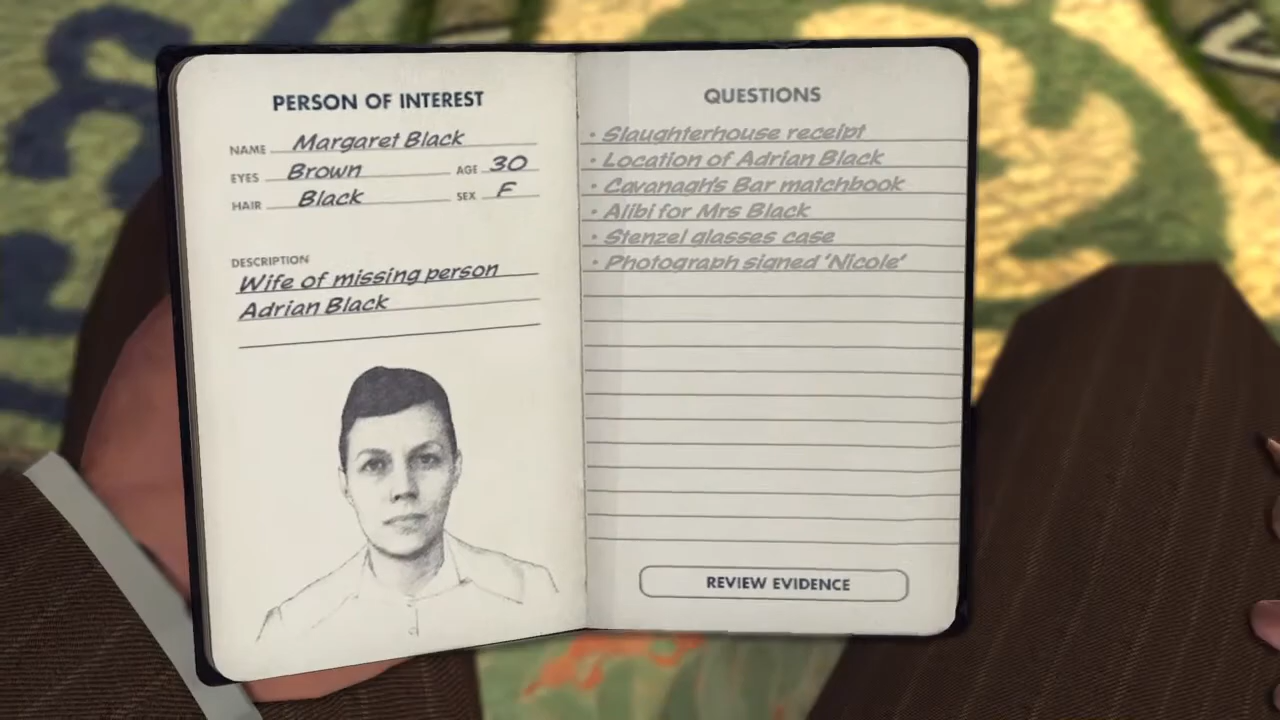 PERSON OF INTEREST
NAME Margaret Black
EYES Brown AGE 30
HAIR Black SEX F
DESCRIPTION
Wife of missing person
Adrian Black
QUESTIONS
• Slaughterhouse receipt
• Location of Adrian Black
• Cavanagh's Bar matchbook
• Alibi for Mrs Black
• Stenzel glasses case
• Photograph signed 'Nicole'
REVIEW EVIDENCE